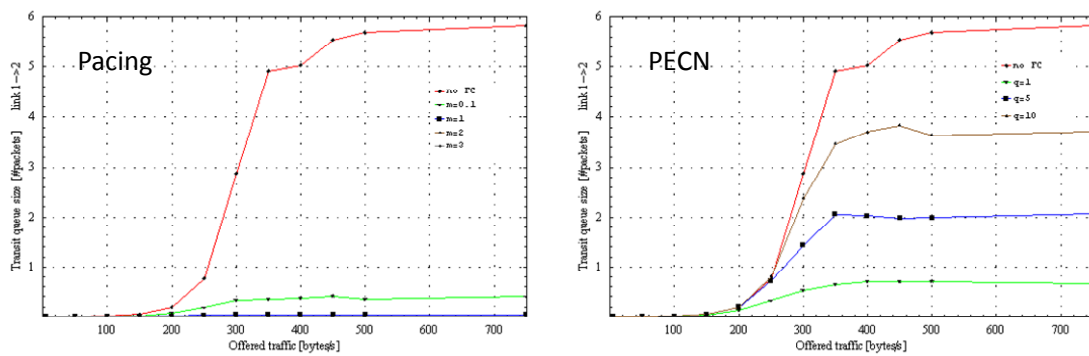 Pacing
Transit queue size [#packets] link 1 -->2
6
5
4
3
2
1
no FC
m=0.1
m=1
m=2
m=3
100 200 300 400 500 600 700
Offered traffic [bytes/s]
PECN
Transit queue size [#packets] link 1 -->2
6
5
4
3
2
1
no FC
q=1
q=5
q=10
100 200 300 400 500 600 700
Offered traffic [bytes/s]